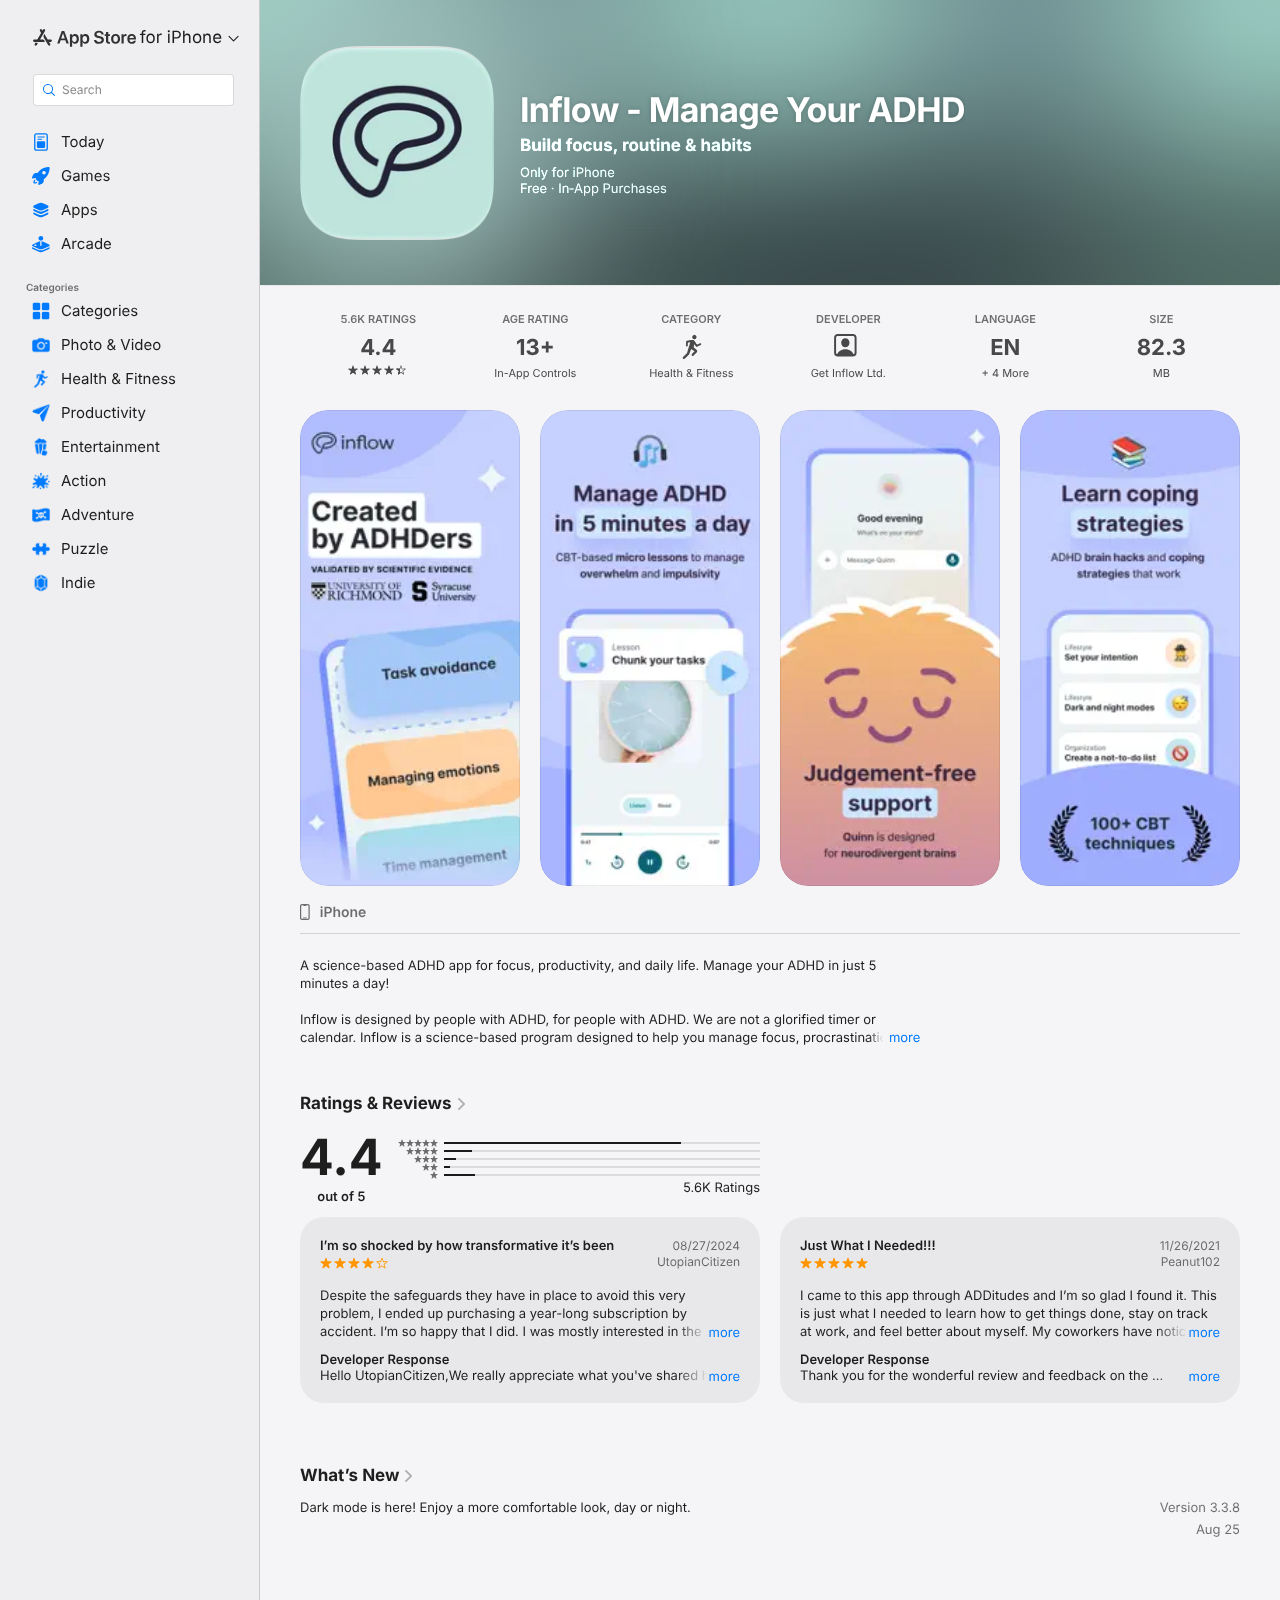 App Store for iPhone
Search
Today
Games
Apps
Arcade
Categories
Categories
Photo & Video
Health & Fitness
Productivity
Entertainment
Action
Adventure
Puzzle
Indie
Inflow - Manage Your ADHD
Build focus, routine & habits
Only for iPhone
Free · In-App Purchases
5.6K RATINGS
4.4
AGE RATING
13+
In-App Controls
CATEGORY
Health & Fitness
DEVELOPER
Get Inflow Ltd.
LANGUAGE
EN
+ 4 More
SIZE
82.3
MB
inflow
Created
by ADHDers
VALIDATED BY SCIENTIFIC EVIDENCE
UNIVERSITY OF
RICHMOND
S Syracuse
University
Task avoidance
Managing emotions
Time management
Manage ADHD
in 5 minutes a day
CBT-based micro lessons to manage
overwhelm and impulsivity
Lesson
Chunk your tasks
Listen
Read
Good evening
What's on your mind?
Message Quinn
Judgement-free
support
Quinn is designed
for neurodivergent brains
Learn coping
strategies
ADHD brain hacks and coping
strategies that work
Lifestyle
Set your intention
Lifestyle
Dark and night modes
Organization
Create a not-to-do list
100+ CBT
techniques
iPhone
A science-based ADHD app for focus, productivity, and daily life. Manage your ADHD in just 5
minutes a day!
Inflow is designed by people with ADHD, for people with ADHD. We are not a glorified timer or
calendar. Inflow is a science-based program designed to help you manage focus, procrastinati more
Ratings & Reviews
4.4
out of 5
5.6K Ratings
I'm so shocked by how transformative it's been
08/27/2024
UtopianCitizen
Despite the safeguards they have in place to avoid this very
problem, I ended up purchasing a year-long subscription by
accident. I'm so happy that I did. I was mostly interested in the more
Developer Response
Hello UtopianCitizen,We really appreciate what you've shared more
Just What I Needed!!!
11/26/2021
Peanut102
I came to this app through ADDitudes and I'm so glad I found it. This
is just what I needed to learn how to get things done, stay on track
at work, and feel better about myself. My coworkers have notic more
Developer Response
Thank you for the wonderful review and feedback on the ... more
What's New
Dark mode is here! Enjoy a more comfortable look, day or night.
Version 3.3.8
Aug 25